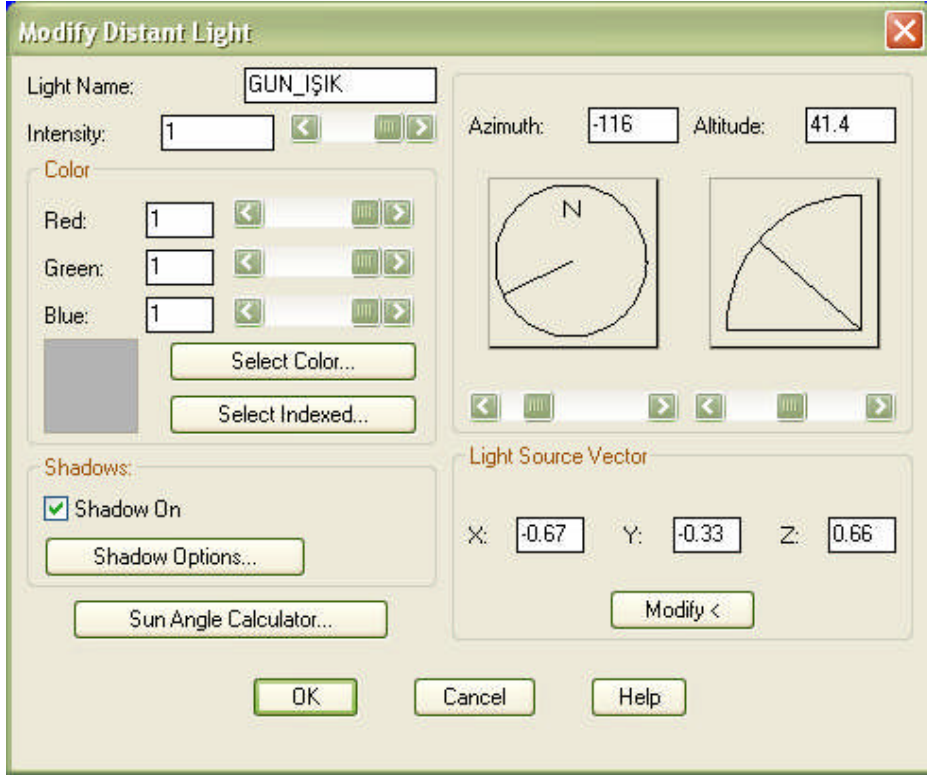 Modify Distant Light
Light Name: GUN_IŞIK
Intensity: 1
Color
Red: 1
Green: 1
Blue: 1
Select Color...
Select Indexed...
Shadows:
Shadow On
Shadow Options...
Sun Angle Calculator...
Azimuth: -116 Altitude: 41.4
N
Light Source Vector
X: -0.67 Y: -0.33 Z: 0.66
Modify <
OK Cancel Help